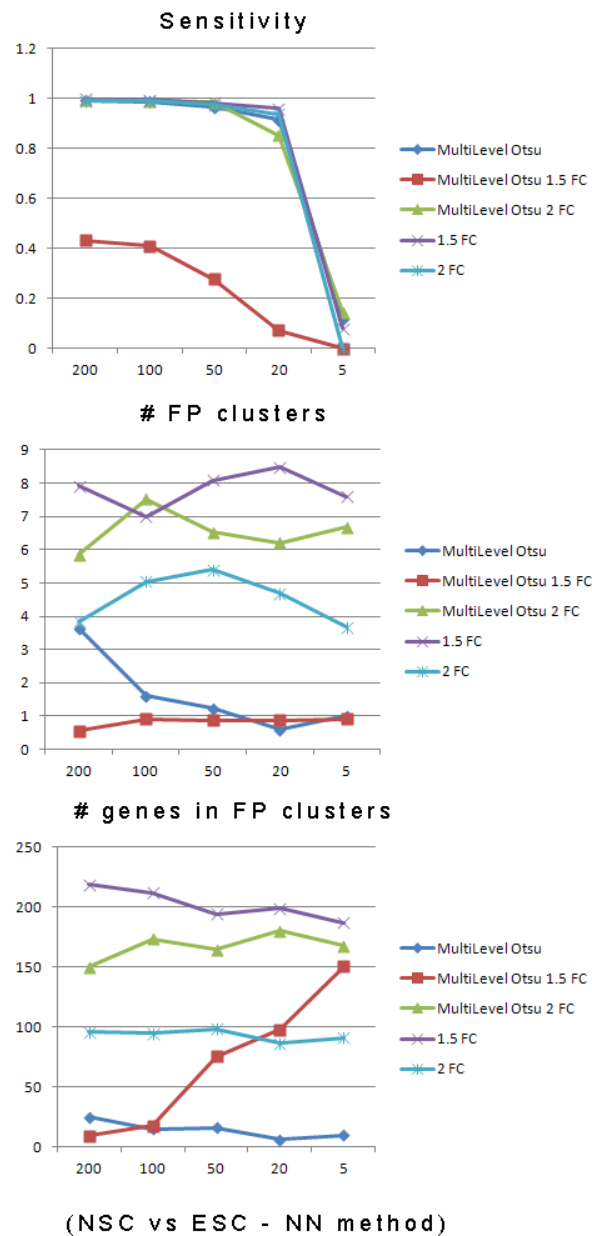 Sensitivity
1.2
1
0.8
0.6
0.4
0.2
0
200 100 50 20 5
MultiLevel Otsu
MultiLevel Otsu 1.5 FC
MultiLevel Otsu 2 FC
1.5 FC
2 FC
# FP clusters
9
8
7
6
5
4
3
2
1
0
200 100 50 20 5
MultiLevel Otsu
MultiLevel Otsu 1.5 FC
MultiLevel Otsu 2 FC
1.5 FC
2 FC
# genes in FP clusters
250
200
150
100
50
0
200 100 50 20 5
MultiLevel Otsu
MultiLevel Otsu 1.5 FC
MultiLevel Otsu 2 FC
1.5 FC
2 FC
(NSC vs ESC - NN method)